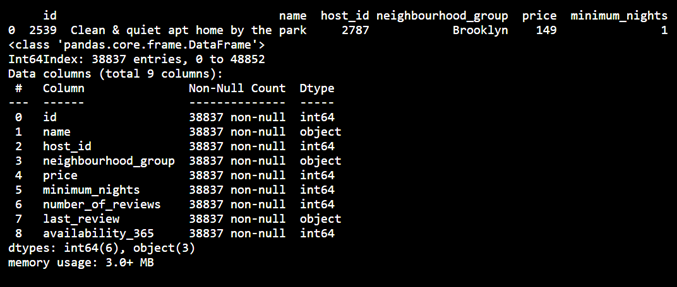 id                                name  host_id neighbourhood_group  price  minimum_nights
0  2539  Clean & quiet apt home by the park     2787            Brooklyn    149               1
<class 'pandas.core.frame.DataFrame'>
Int64Index: 38837 entries, 0 to 48852
Data columns (total 9 columns):
 #   Column               Non-Null Count  Dtype
---  ------               --------------  -----
 0   id                   38837 non-null  int64
 1   name                 38837 non-null  object
 2   host_id              38837 non-null  int64
 3   neighbourhood_group  38837 non-null  object
 4   price                38837 non-null  int64
 5   minimum_nights       38837 non-null  int64
 6   number_of_reviews    38837 non-null  int64
 7   last_review          38837 non-null  object
 8   availability_365     38837 non-null  int64
dtypes: int64(6), object(3)
memory usage: 3.0+ MB